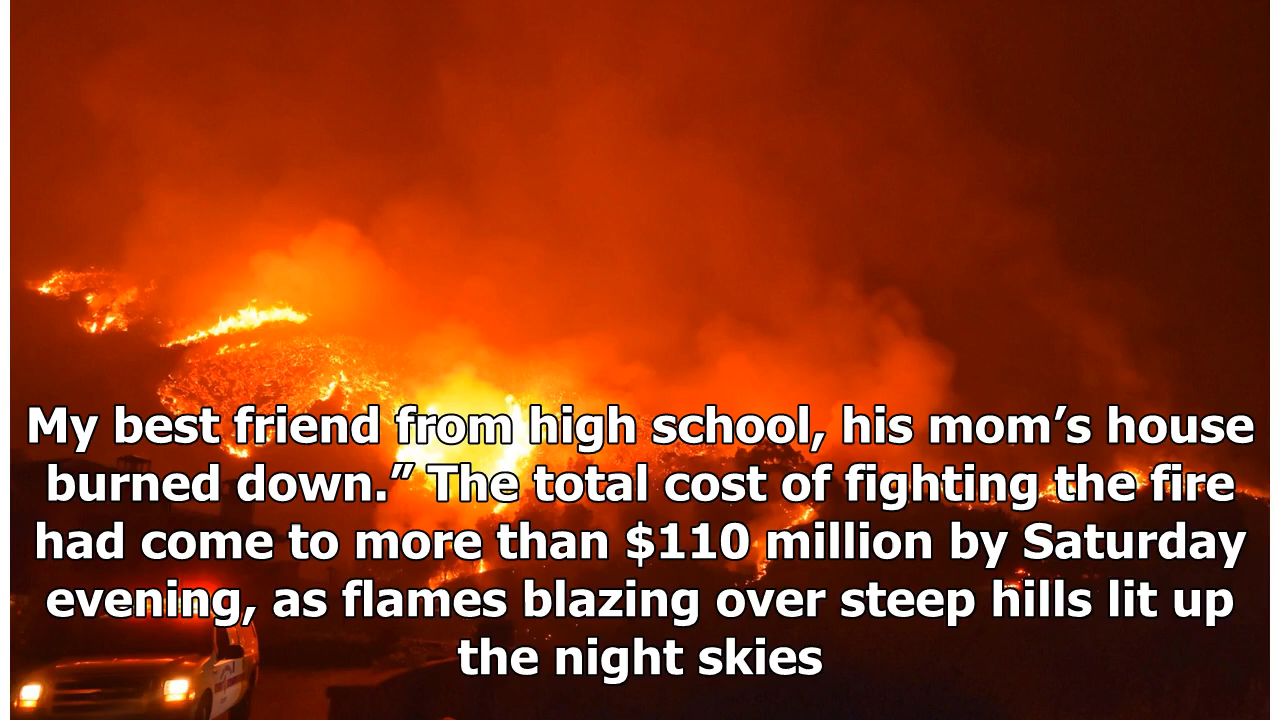 My best friend from high school, his mom’s house
burned down.” The total cost of fighting the fire
had come to more than $110 million by Saturday
evening, as flames blazing over steep hills lit up
the night skies